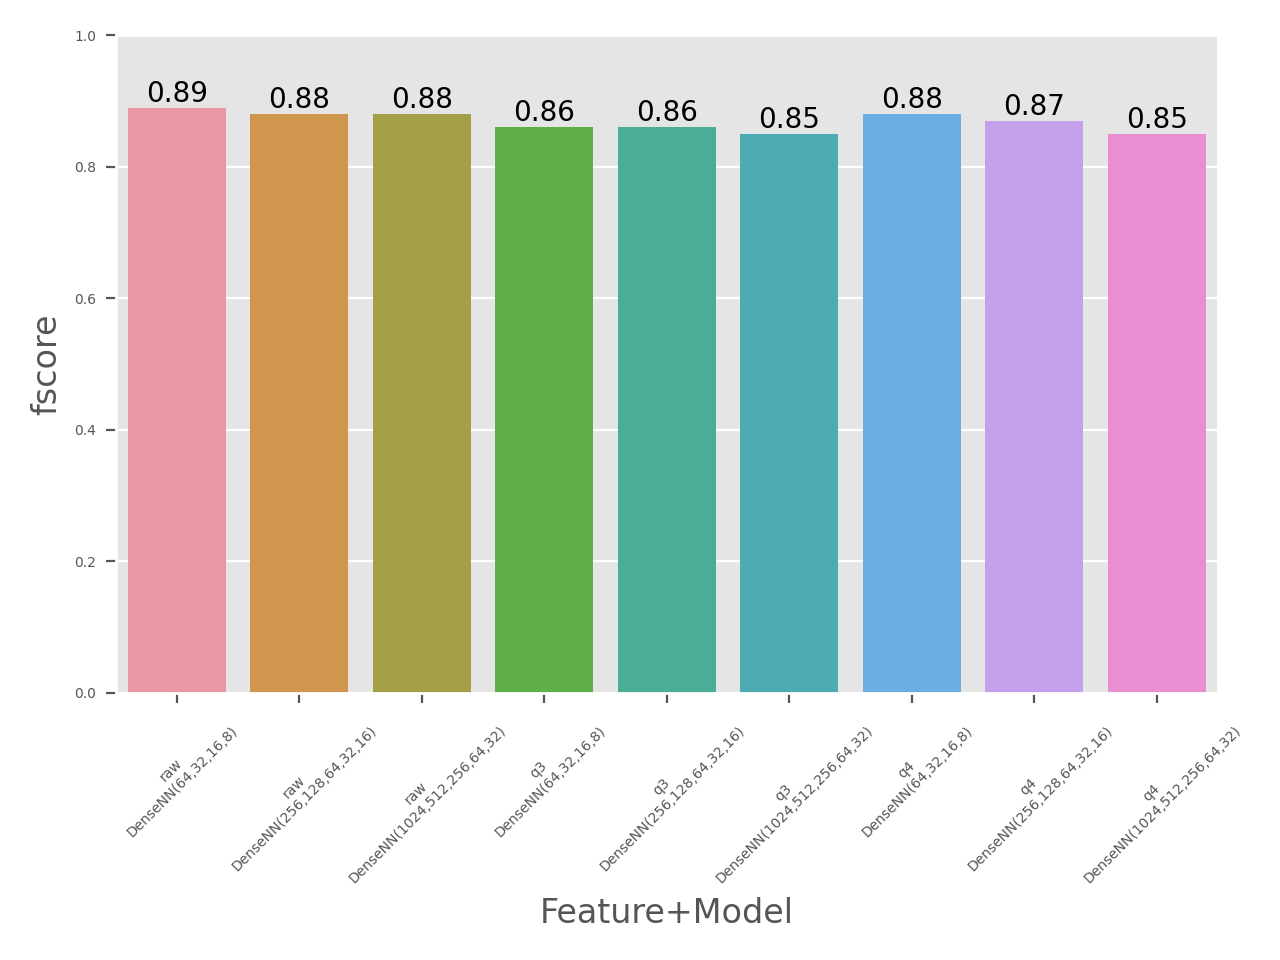 1.0
0.8
0.6
0.4
0.2
0.0
fscore
0.89
0.88
0.88
0.86
0.86
0.85
0.88
0.87
0.85
raw
DenseNN(64,32,16,8)
raw
DenseNN(256,128,64,32,16)
raw
DenseNN(1024,512,256,64,32)
q3
DenseNN(64,32,16,8)
q3
DenseNN(256,128,64,32,16)
q3
DenseNN(1024,512,256,64,32)
q4
DenseNN(64,32,16,8)
q4
DenseNN(256,128,64,32,16)
q4
DenseNN(1024,512,256,64,32)
Feature+Model